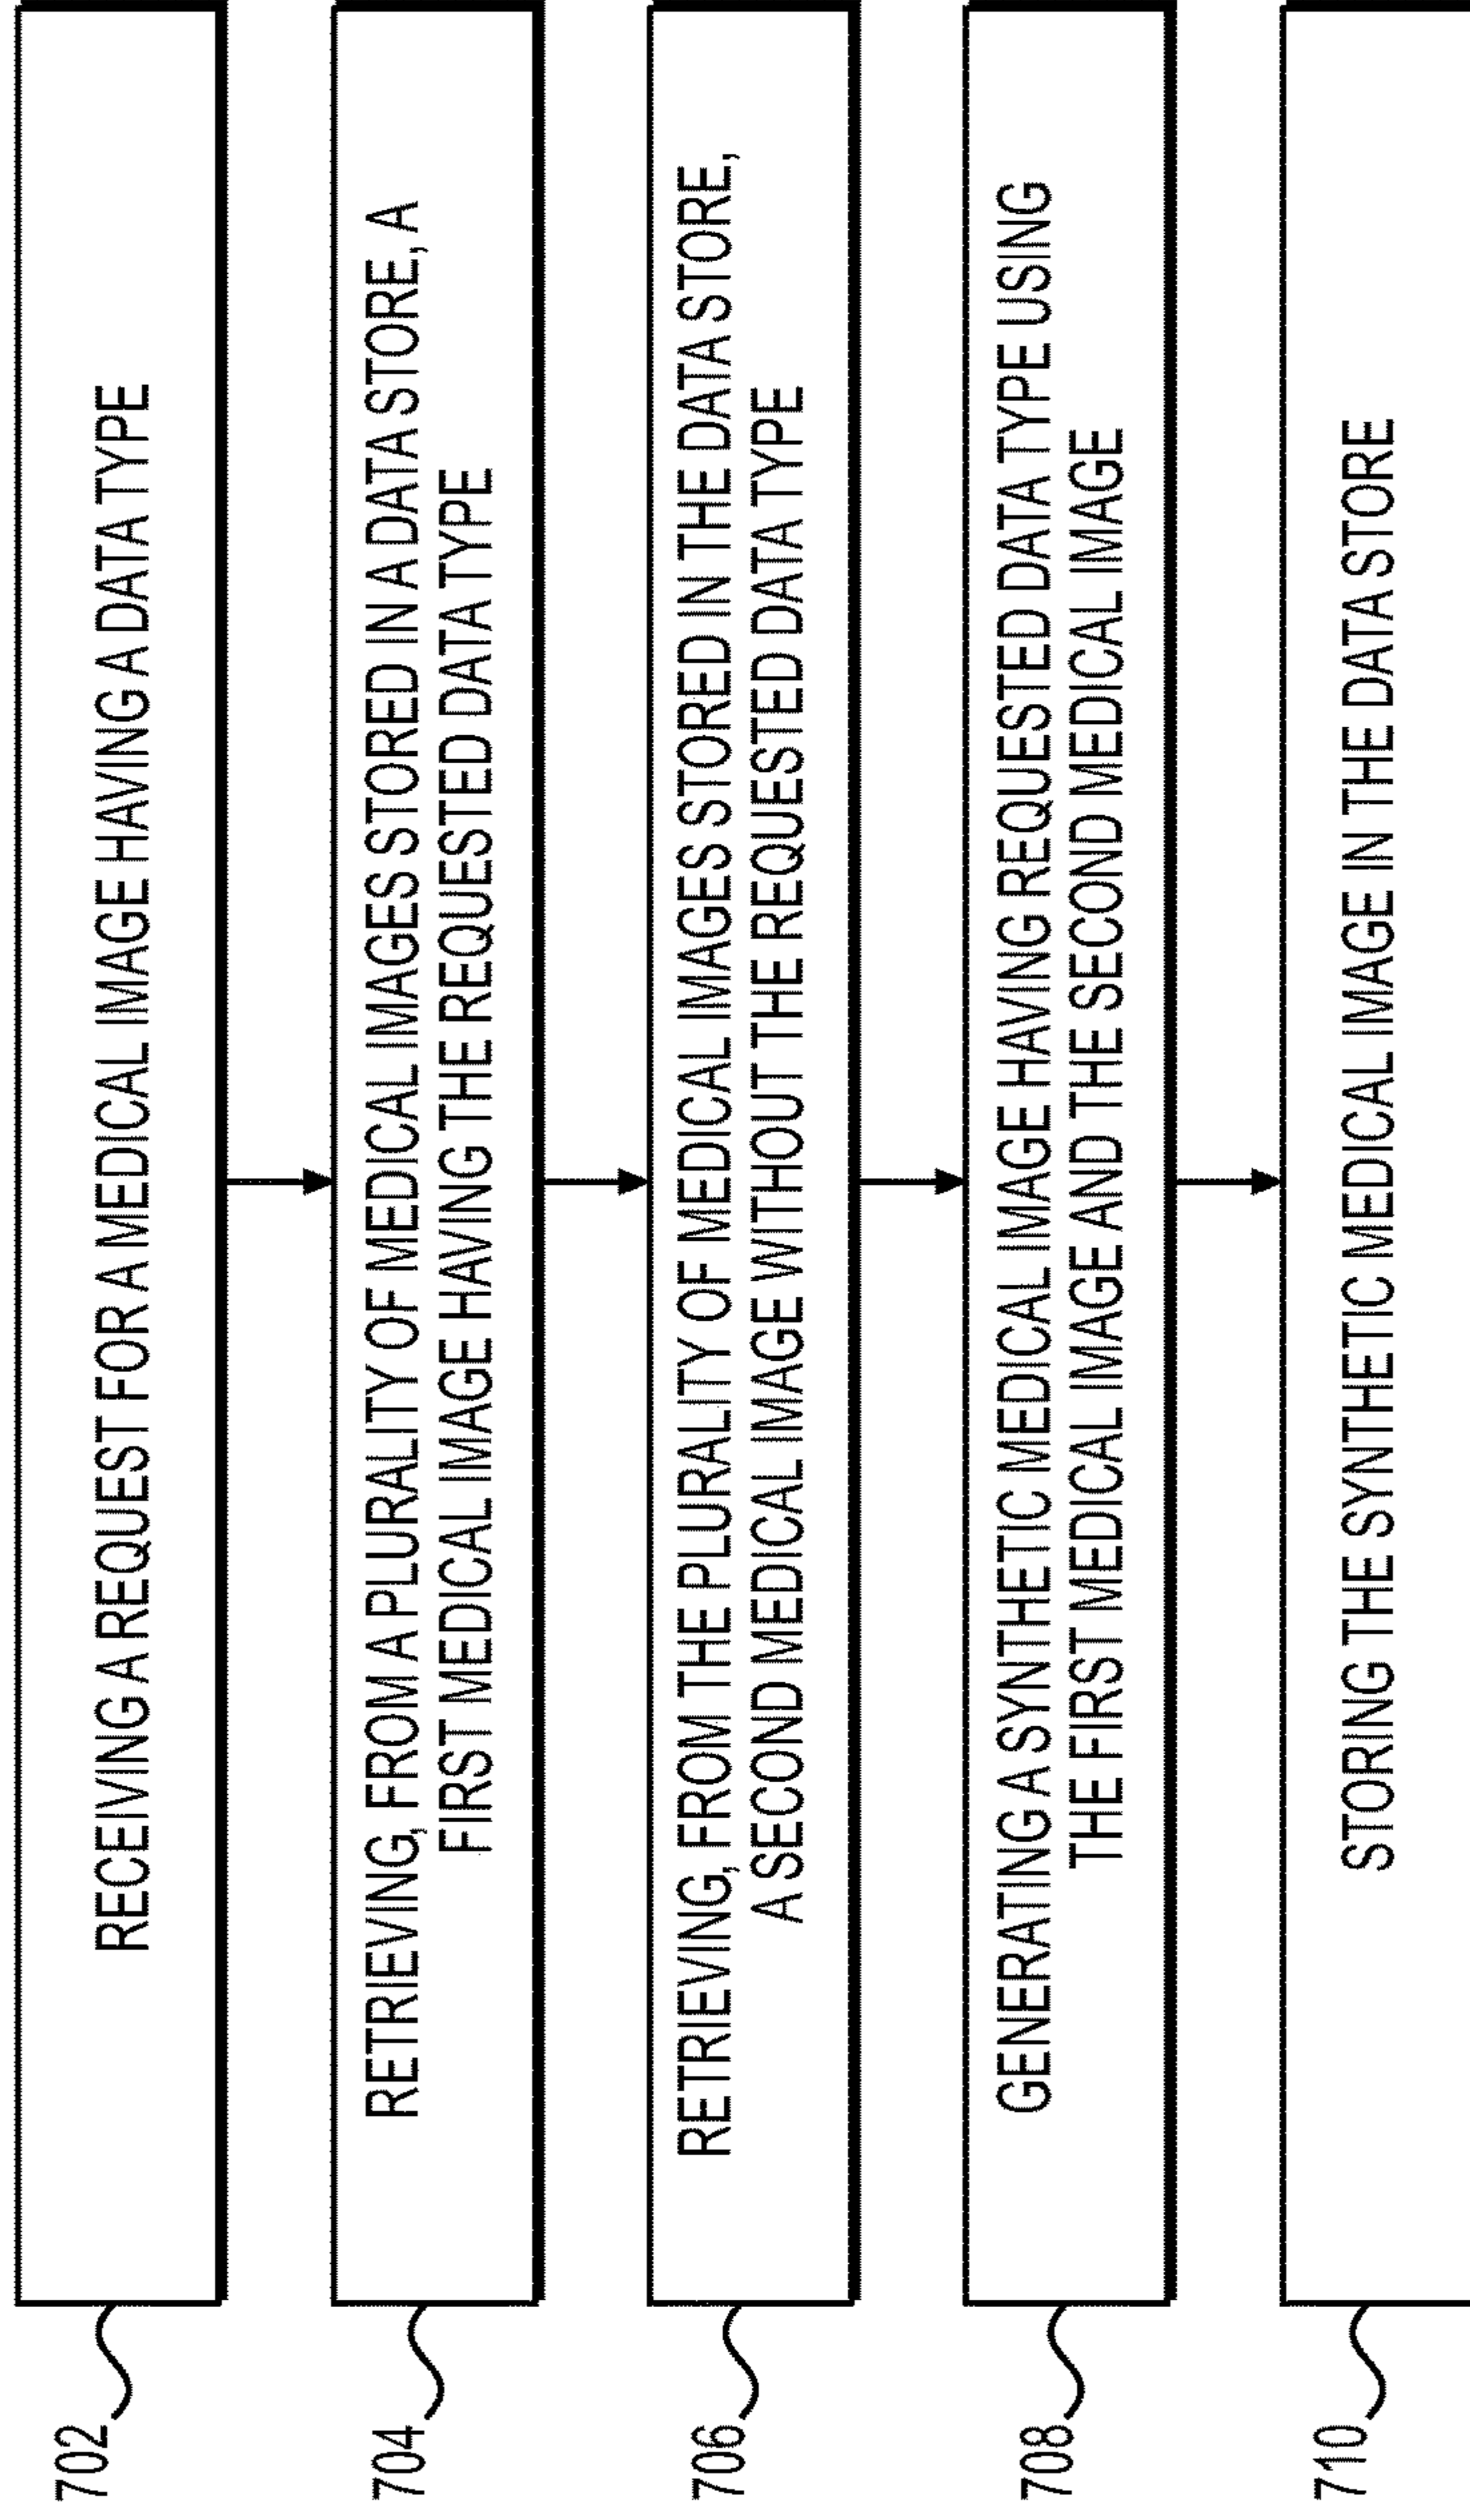 702
RECEIVING A REQUEST FOR A MEDICAL IMAGE HAVING A DATA TYPE
704
RETRIEVING, FROM A PLURALITY OF MEDICAL IMAGES STORED IN A DATA STORE, A
FIRST MEDICAL IMAGE HAVING THE REQUESTED DATA TYPE
706
RETRIEVING, FROM THE PLURALITY OF MEDICAL IMAGES STORED IN THE DATA STORE,
A SECOND MEDICAL IMAGE WITHOUT THE REQUESTED DATA TYPE
708
GENERATING A SYNTHETIC MEDICAL IMAGE HAVING REQUESTED DATA TYPE USING
THE FIRST MEDICAL IMAGE AND THE SECOND MEDICAL IMAGE
710
STORING THE SYNTHETIC MEDICAL IMAGE IN THE DATA STORE